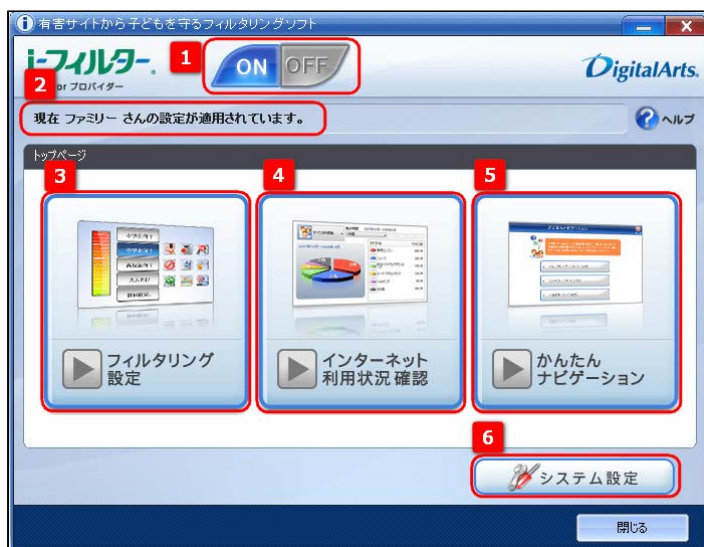 有害サイトから子どもを守るフィルタリングソフト
i-フィルター®
or プロバイダー
1
ON OFF
DigitalArts.
2
現在 ファミリー さんの設定が適用されています。
ヘルプ
トップページ
3
4
5
フィルタリング
設定
インターネット
利用状況 確認
かんたん
ナビゲーション
6
システム設定
閉じる